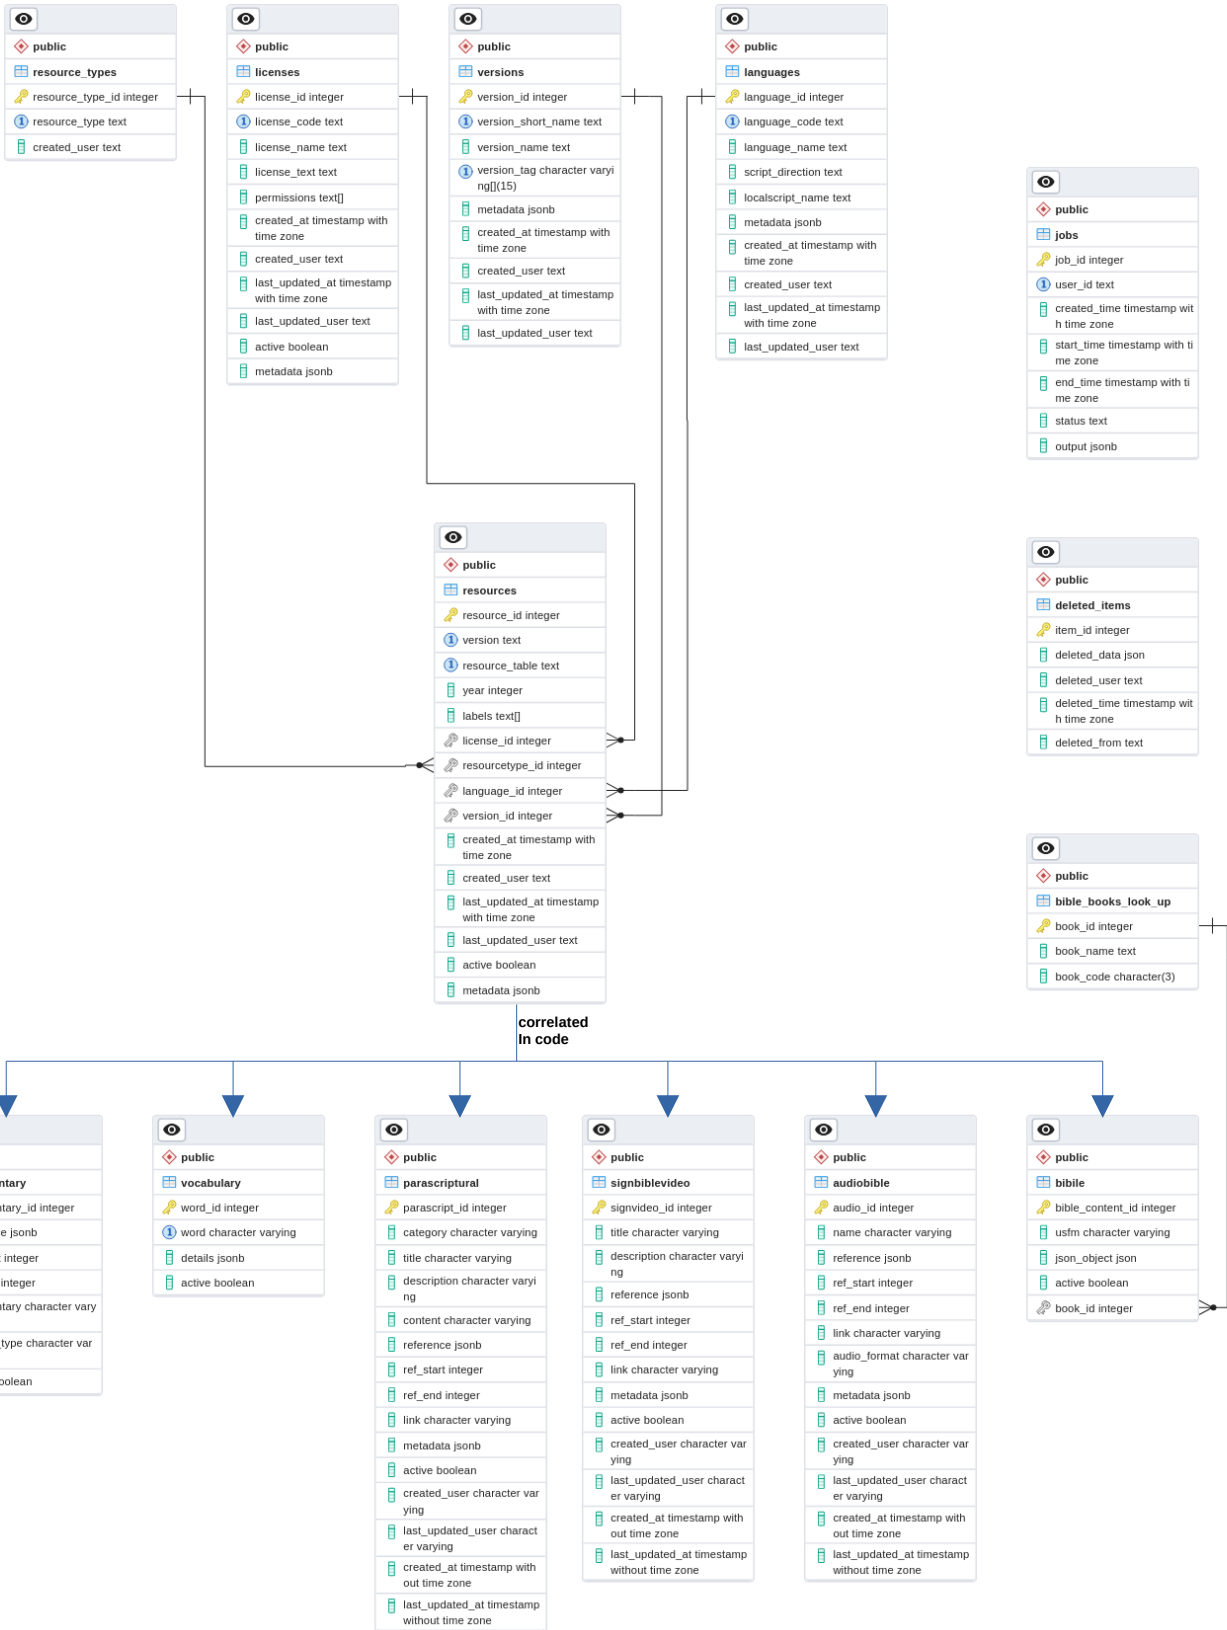 public
resource_types
resource_type_id integer
resource_type text
created_user text
public
licenses
license_id integer
license_code text
license_name text
license_text text
permissions text[]
created_at timestamp with
time zone
created_user text
last_updated_at timestamp
with time zone
last_updated_user text
active boolean
metadata jsonb
public
versions
version_id integer
version_short_name text
version_name text
version_tag character varyi
ng[](15)
metadata jsonb
created_at timestamp with
time zone
created_user text
last_updated_at timestamp
with time zone
last_updated_user text
public
languages
language_id integer
language_code text
language_name text
script_direction text
localscript_name text
metadata jsonb
created_at timestamp with
time zone
created_user text
last_updated_at timestamp
with time zone
last_updated_user text
public
jobs
job_id integer
user_id text
created_time timestamp wit
h time zone
start_time timestamp with ti
me zone
end_time timestamp with ti
me zone
status text
output jsonb
public
resources
resource_id integer
version text
resource_table text
year integer
labels text[]
license_id integer
resourcetype_id integer
language_id integer
version_id integer
created_at timestamp with
time zone
created_user text
last_updated_at timestamp
with time zone
last_updated_user text
active boolean
metadata jsonb
public
deleted_items
item_id integer
deleted_data json
deleted_user text
deleted_time timestamp wit
h time zone
deleted_from text
public
bible_books_look_up
book_id integer
book_name text
book_code character(3)
correlated
In code
ntary
ntary_id integer
e jsonb
integer
integer
ntary character vary
_type character var
oolean
public
vocabulary
word_id integer
word character varying
details jsonb
active boolean
public
parascriptural
parascript_id integer
category character varying
title character varying
description character varyi
ng
content character varying
reference jsonb
ref_start integer
ref_end integer
link character varying
metadata jsonb
active boolean
created_user character var
ying
last_updated_user charact
er varying
created_at timestamp with
out time zone
last_updated_at timestamp
without time zone
public
signbiblevideo
signvideo_id integer
title character varying
description character varyi
ng
reference jsonb
ref_start integer
ref_end integer
link character varying
metadata jsonb
active boolean
created_user character var
ying
last_updated_user charact
er varying
created_at timestamp with
out time zone
last_updated_at timestamp
without time zone
public
audiobible
audio_id integer
name character varying
reference jsonb
ref_start integer
ref_end integer
link character varying
audio_format character var
ying
metadata jsonb
active boolean
created_user character var
ying
last_updated_user charact
er varying
created_at timestamp with
out time zone
last_updated_at timestamp
without time zone
public
bibile
bible_content_id integer
usfm character varying
json_object json
active boolean
book_id integer